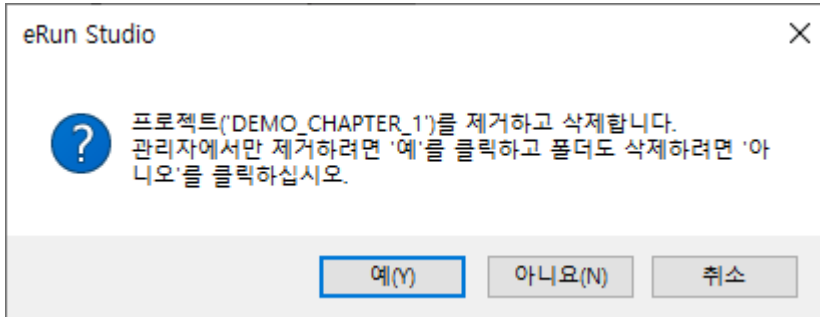 eRun Studio
프로젝트('DEMO_CHAPTER_1')를 제거하고 삭제합니다.
관리자에서만 제거하려면 '예'를 클릭하고 폴더도 삭제하려면 '아
니오'를 클릭하십시오.
예(Y) 아니요(N) 취소